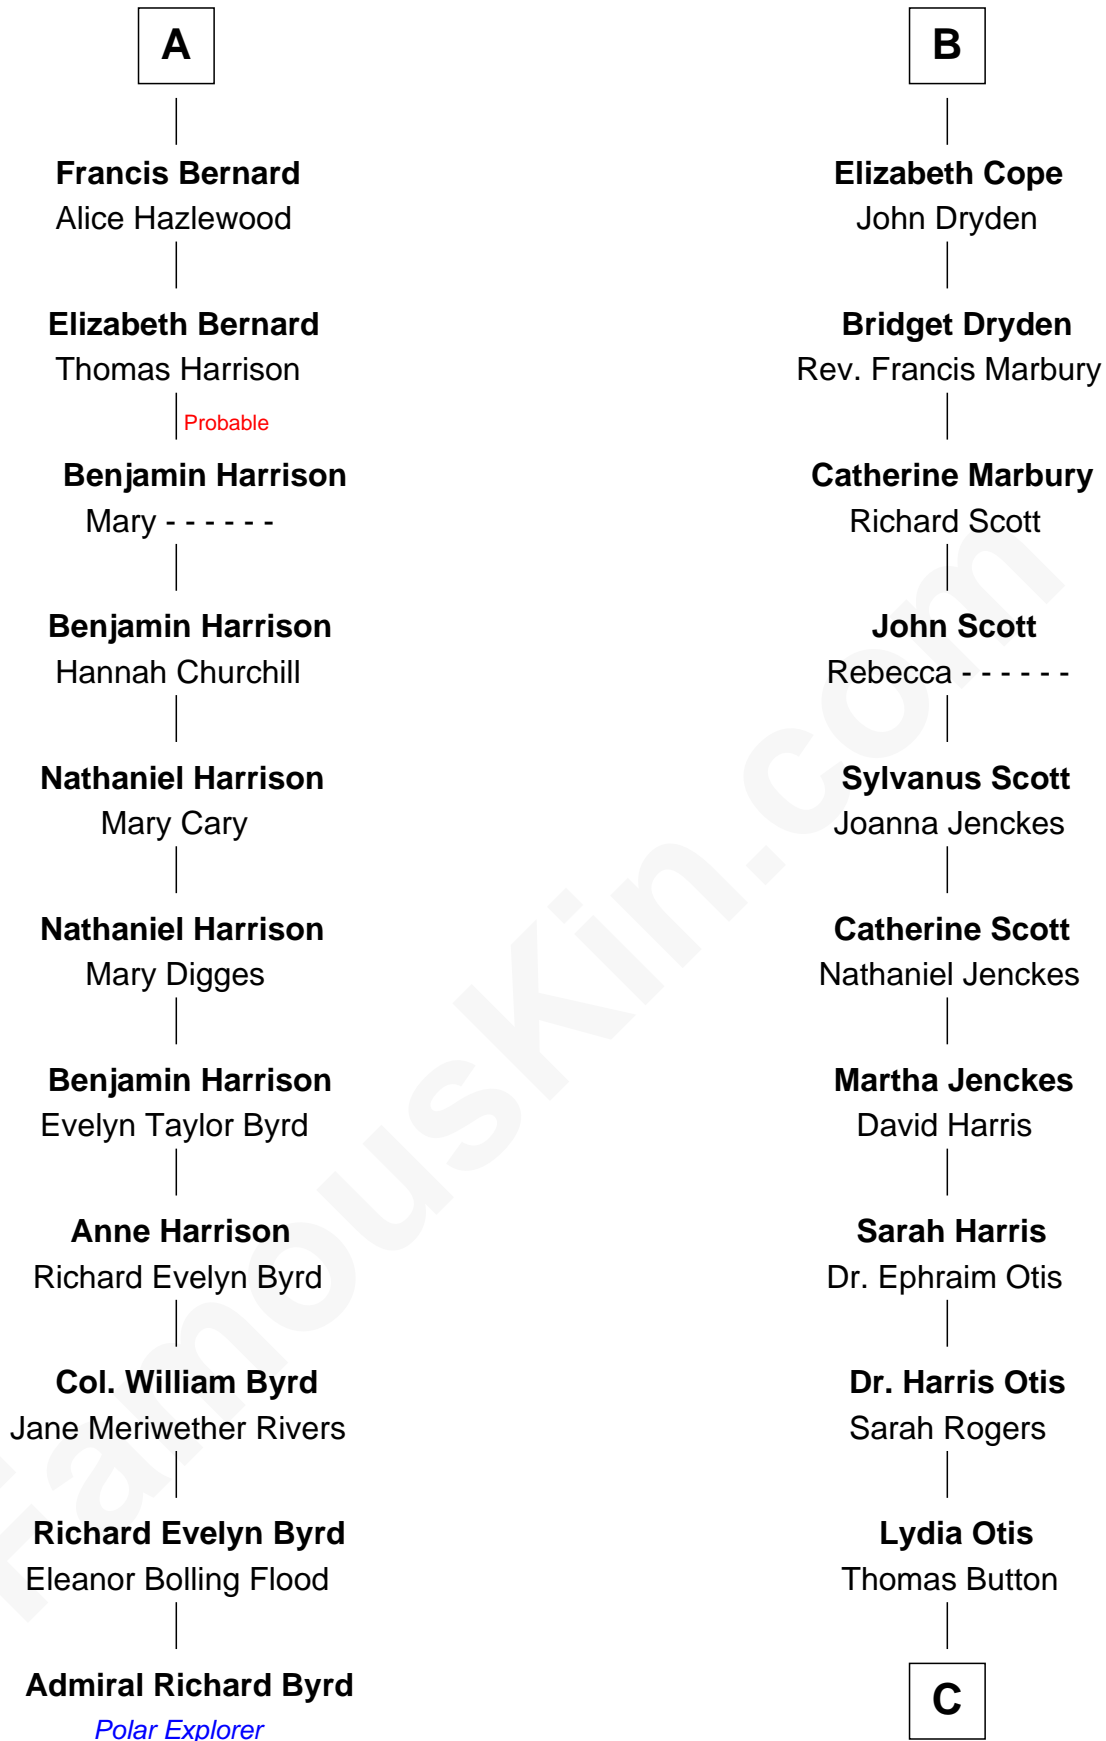 A
Francis Bernard
Alice Hazlewood
Elizabeth Bernard
Thomas Harrison
Probable
Benjamin Harrison
Mary - - - - - -
Benjamin Harrison
Hannah Churchill
Nathaniel Harrison
Mary Cary
Nathaniel Harrison
Mary Digges
Benjamin Harrison
Evelyn Taylor Byrd
Anne Harrison
Richard Evelyn Byrd
Col. William Byrd
Jane Meriwether Rivers
Richard Evelyn Byrd
Eleanor Bolling Flood
Admiral Richard Byrd
Polar Explorer
B
Elizabeth Cope
John Dryden
Bridget Dryden
Rev. Francis Marbury
Catherine Marbury
Richard Scott
John Scott
Rebecca - - - - - -
Sylvanus Scott
Joanna Jenckes
Catherine Scott
Nathaniel Jenckes
Martha Jenckes
David Harris
Sarah Harris
Dr. Ephraim Otis
Dr. Harris Otis
Sarah Rogers
Lydia Otis
Thomas Button
C
FamousKin.com